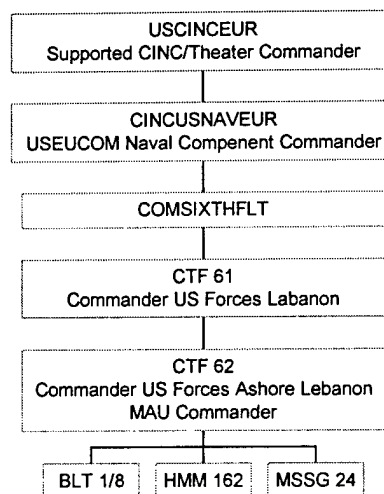 USCINCEUR
Supported CINC/Theater Commander
CINCUSNAVEUR
USEUCOM Naval Compenent Commander
COMSIXTHFLT
CTF 61
Commander US Forces Labanon
CTF 62
Commander US Forces Ashore Lebanon
MAU Commander
BLT 1/8
HMM 162
MSSG 24